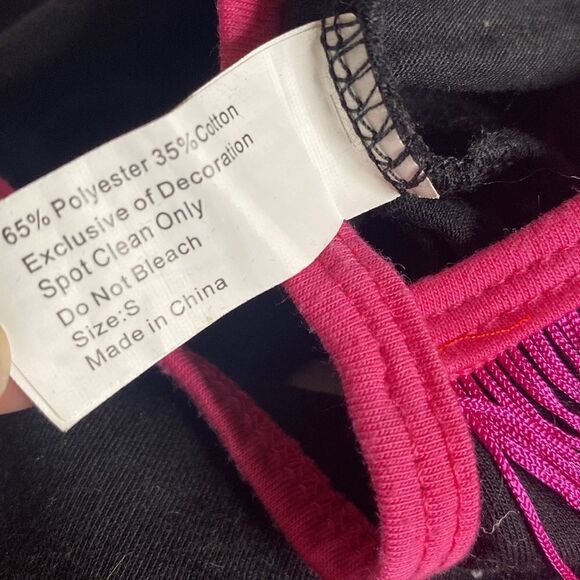 65% Polyester 35%Cotton
Exclusive of Decoration
Spot Clean Only
Do Not Bleach
Size:S
Made in China